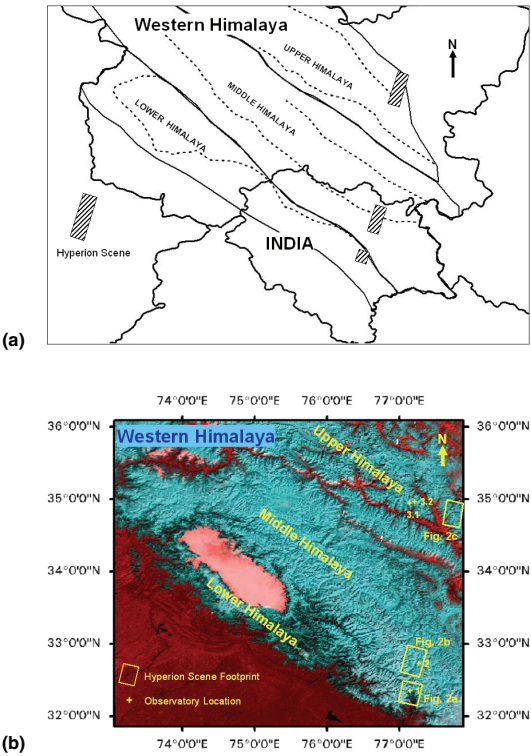 (a)
Western Himalaya
N
UPPER HIMALAYA
MIDDLE HIMALAYA
LOWER HIMALAYA
INDIA
Hyperion Scene
(b)
74°0'0"E 75°0'0"E 76°0'0"E 77°0'0"E
36°0'0"N 36°0'0"N
Western Himalaya
N
Upper Himalaya
35°0'0"N 35°0'0"N
3.2
3.1
Fig. 2c
Middle Himalaya
34°0'0"N 34°0'0"N
Lower Himalaya
33°0'0"N 33°0'0"N
Fig. 2b
2
Hyperion Scene Footprint
1
Fig. 2a
Observatory Location
32°0'0"N 32°0'0"N
74°0'0"E 75°0'0"E 76°0'0"E 77°0'0"E